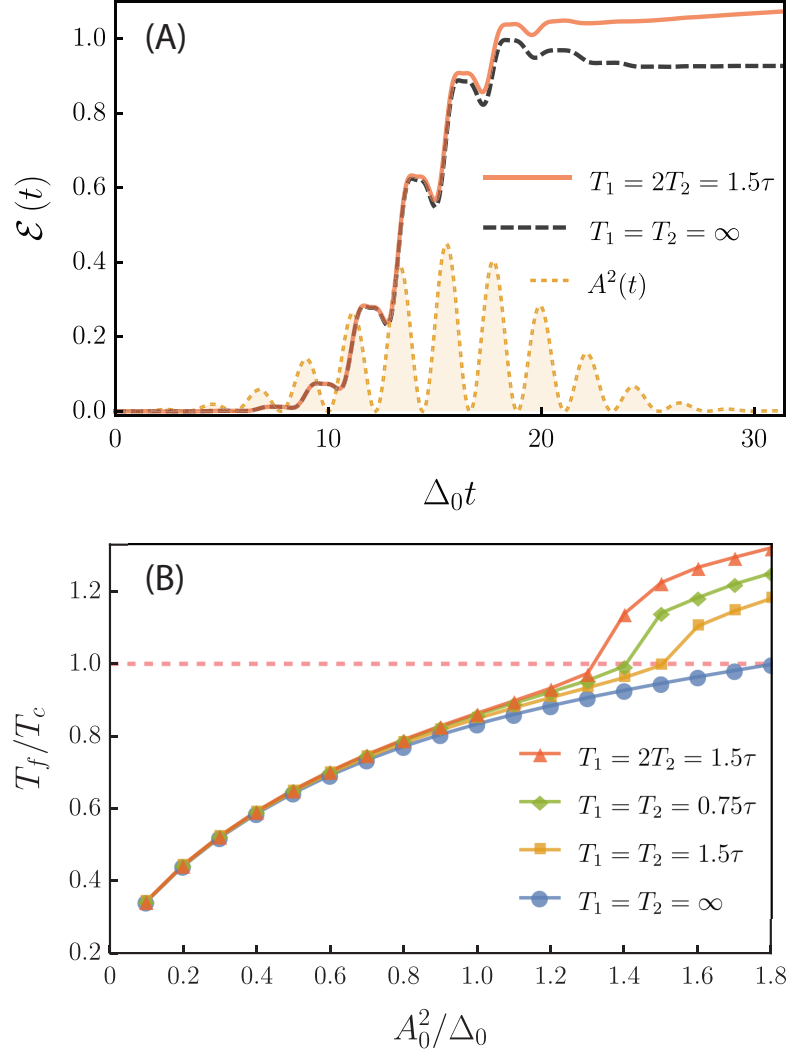 (A)
1.0
0.8
0.6
0.4
0.2
0.0
ℰ(t)
T₁ = 2T₂ = 1.5τ
T₁ = T₂ = ∞
A²(t)
0 10 20 30
Δ₀t
(B)
1.2
1.0
0.8
0.6
0.4
0.2
T_f/T_c
T₁ = 2T₂ = 1.5τ
T₁ = T₂ = 0.75τ
T₁ = T₂ = 1.5τ
T₁ = T₂ = ∞
0 0.2 0.4 0.6 0.8 1.0 1.2 1.4 1.6 1.8
A₀²/Δ₀